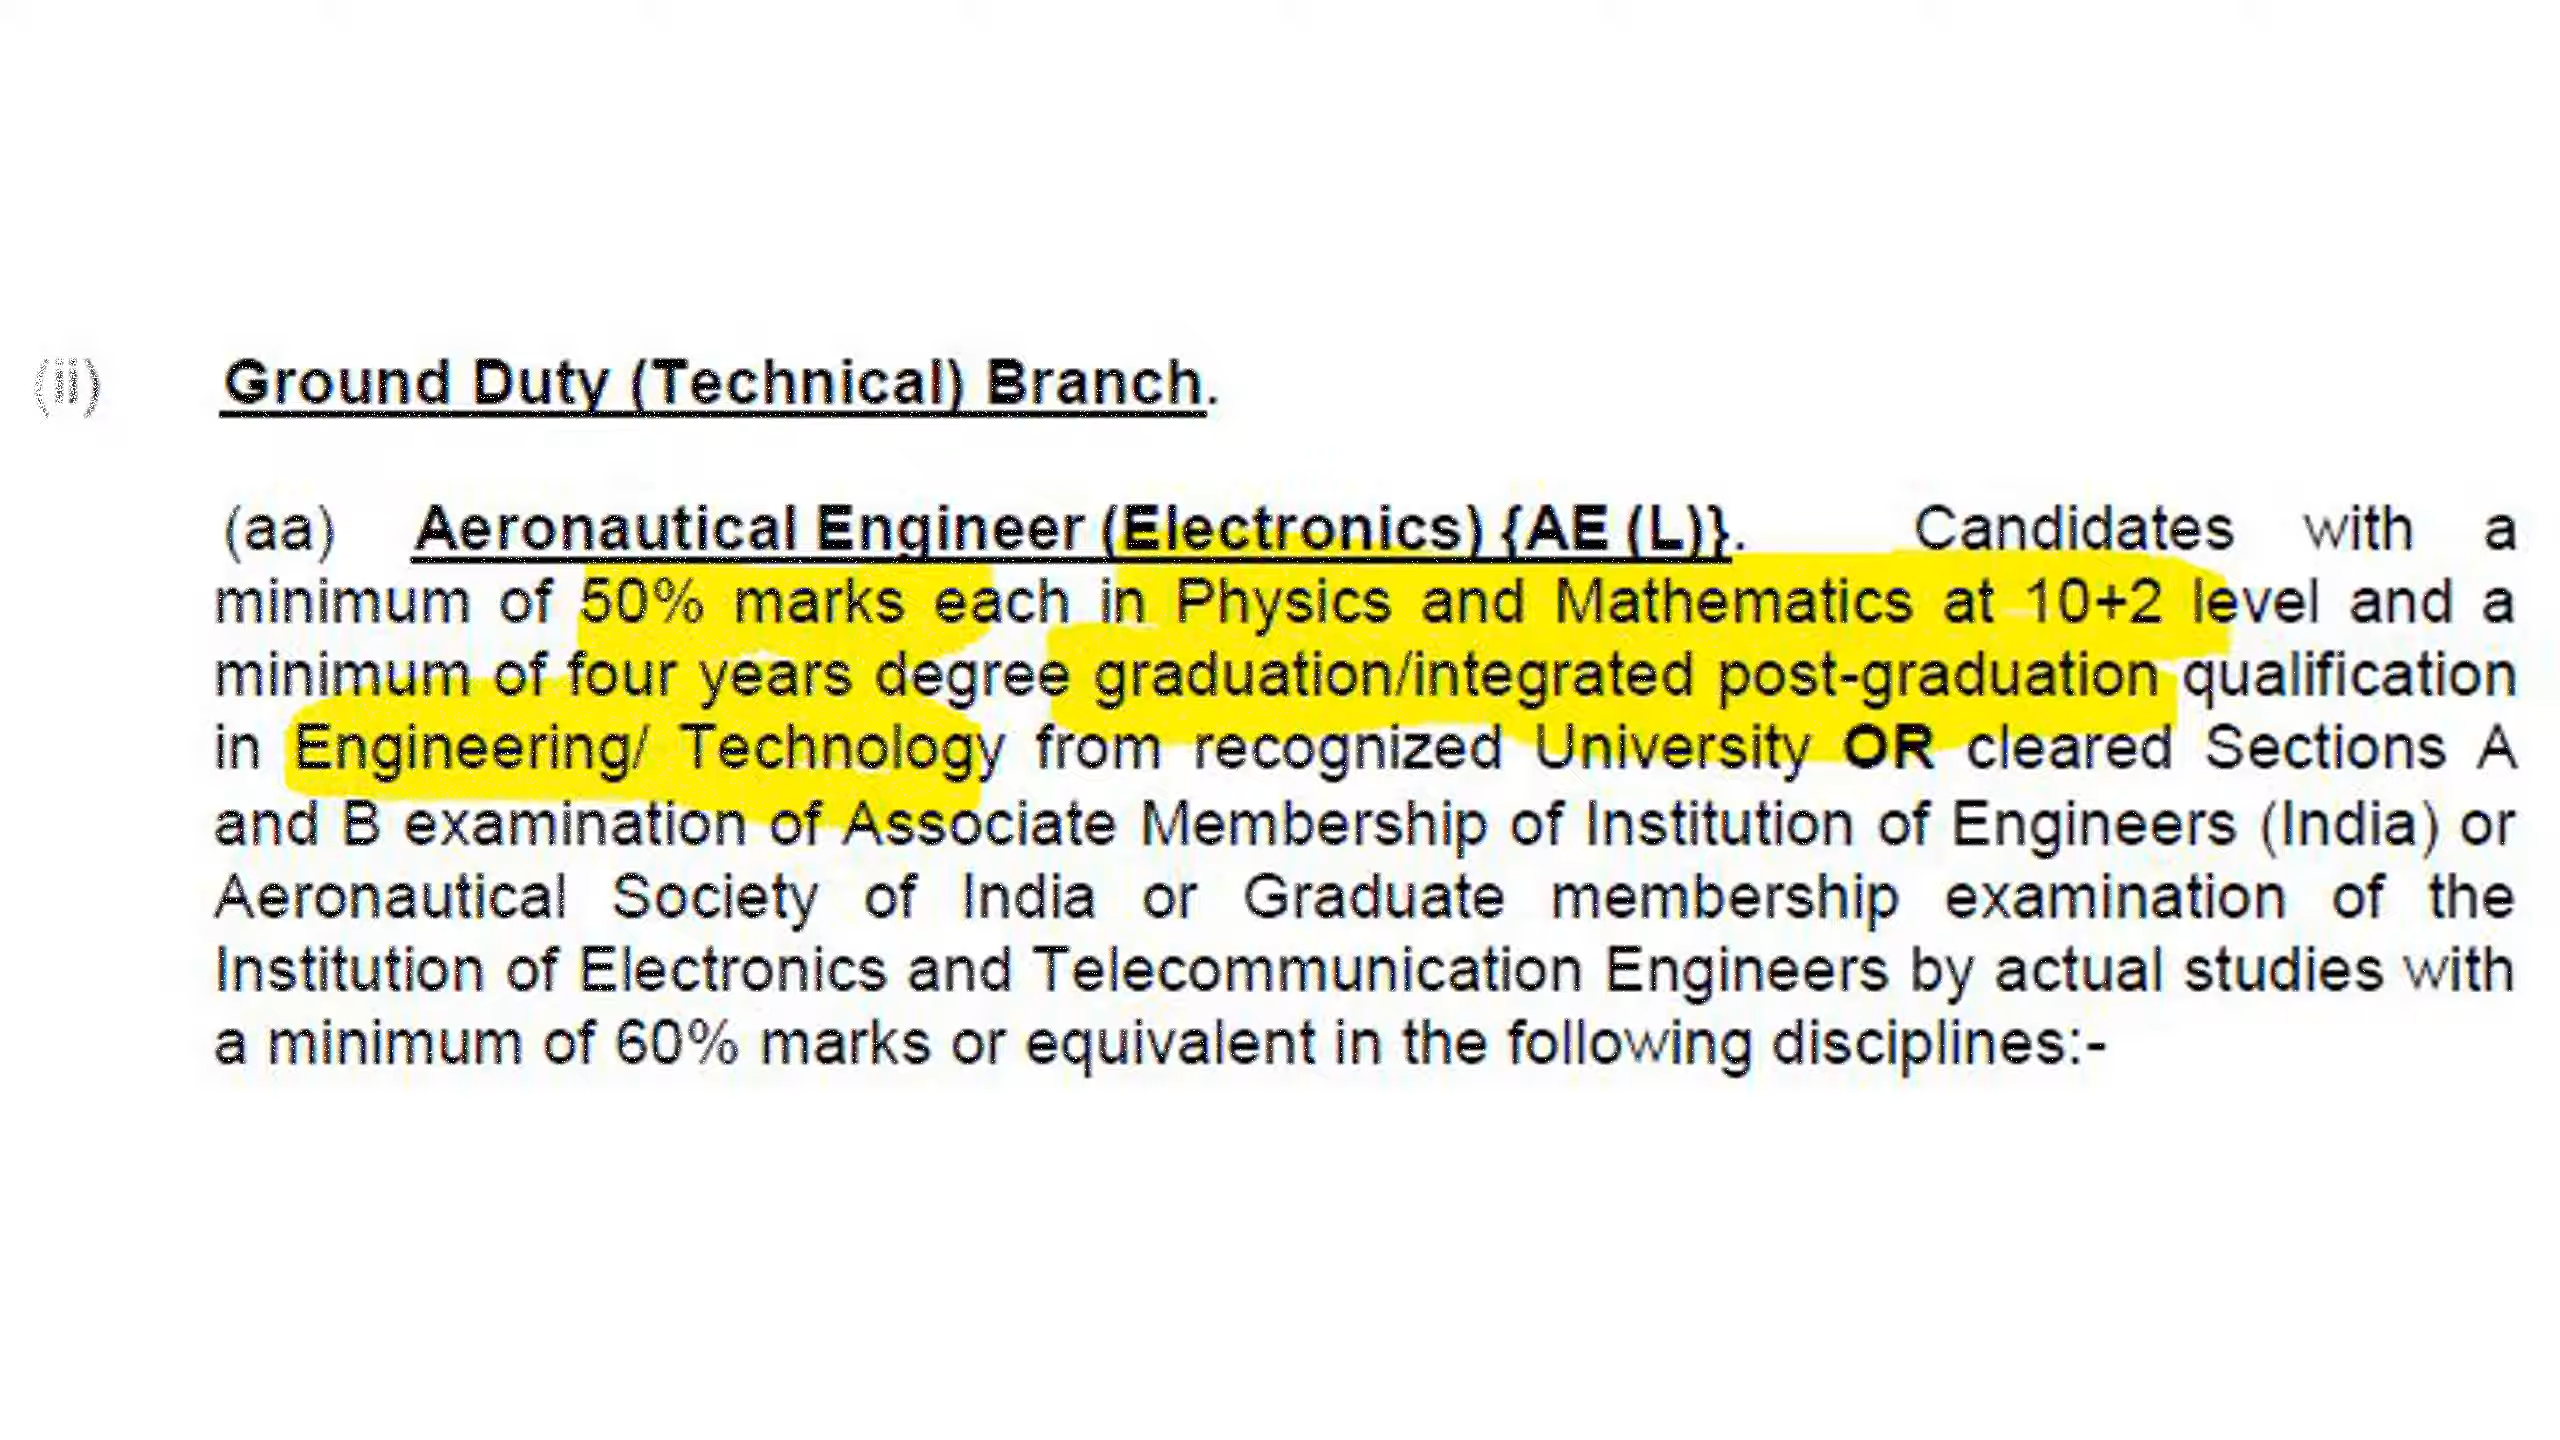 (ii) Ground Duty (Technical) Branch.
(aa) Aeronautical Engineer (Electronics) {AE (L)}. Candidates with a
minimum of 50% marks each in Physics and Mathematics at 10+2 level and a
minimum of four years degree graduation/integrated post-graduation qualification
in Engineering/ Technology from recognized University OR cleared Sections A
and B examination of Associate Membership of Institution of Engineers (India) or
Aeronautical Society of India or Graduate membership examination of the
Institution of Electronics and Telecommunication Engineers by actual studies with
a minimum of 60% marks or equivalent in the following disciplines:-